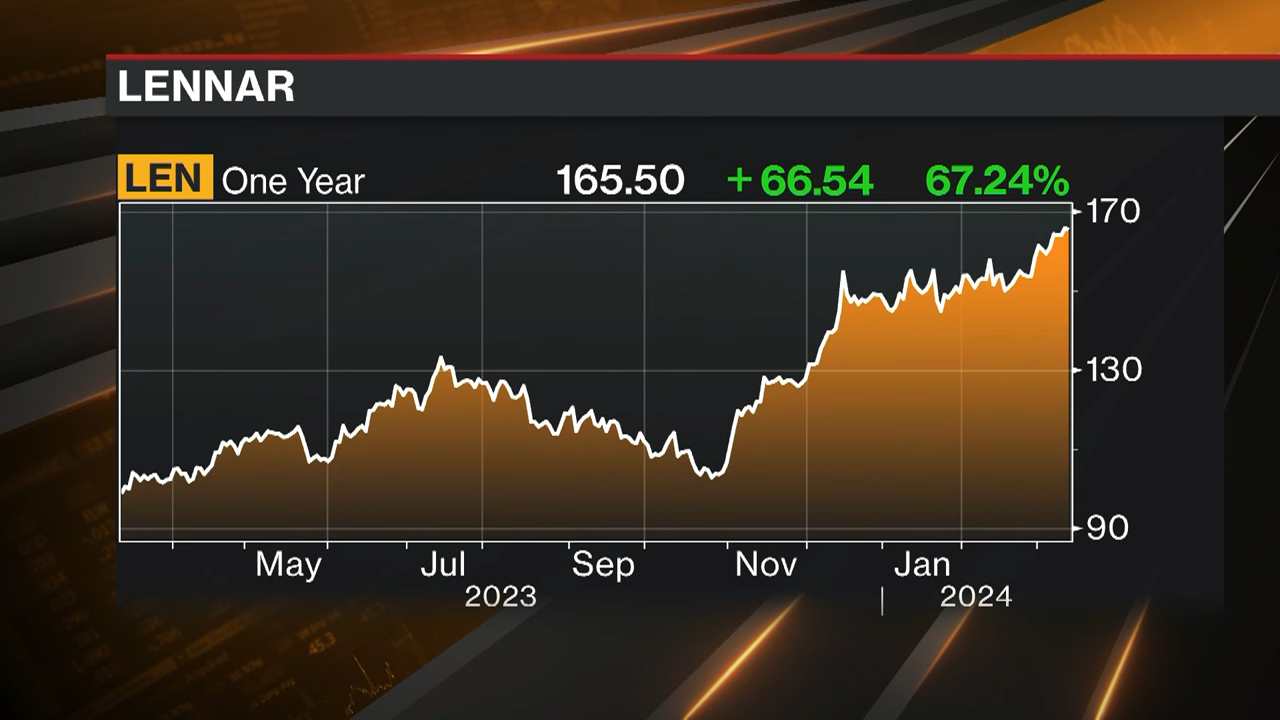 LENNAR
LEN One Year 165.50 +66.54 67.24%
170
130
90
May Jul Sep Nov Jan
2023 2024